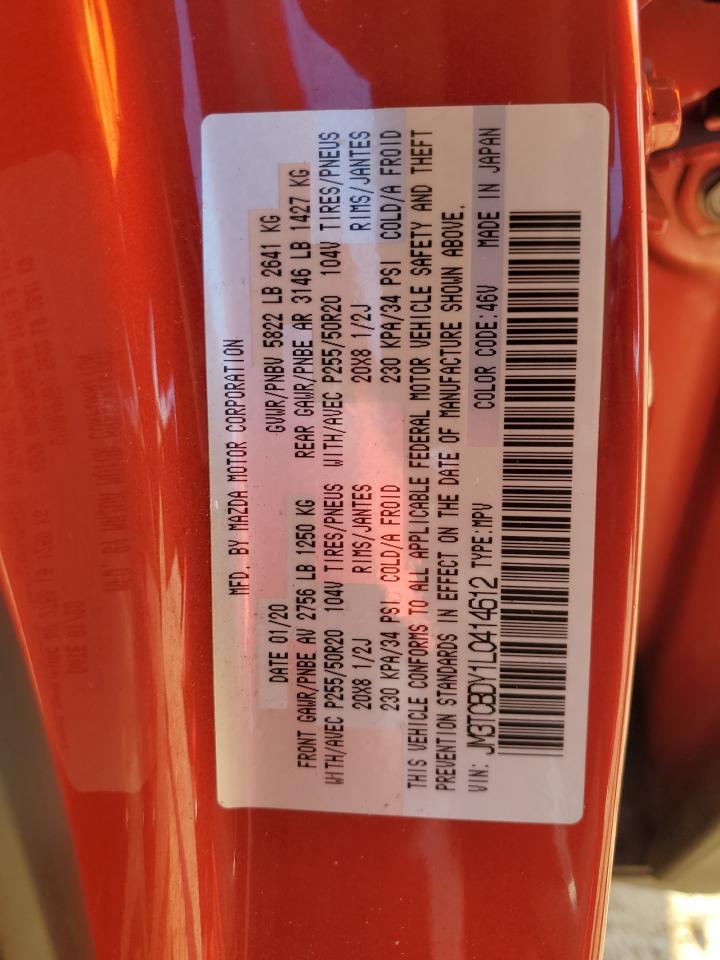 MFD. BY MAZDA MOTOR CORPORATION
DATE 01/20 GVWR/PNBV 5822 LB 2641 KG
FRONT GAWR/PNBE AV 2756 LB 1250 KG REAR GAWR/PNBE AR 3146 LB 1427 KG
WITH/AVEC P255/50R20 104V TIRES/PNEUS WITH/AVEC P255/50R20 104V TIRES/PNEUS
20X8 1/2J RIMS/JANTES 20X8 1/2J RIMS/JANTES
230 KPA/34 PSI COLD/A FROID 230 KPA/34 PSI COLD/A FROID
THIS VEHICLE CONFORMS TO ALL APPLICABLE FEDERAL MOTOR VEHICLE SAFETY AND THEFT
PREVENTION STANDARDS IN EFFECT ON THE DATE OF MANUFACTURE SHOWN ABOVE.
VIN: JM3TCBDY1L0414612 TYPE:MPV COLOR CODE:46V MADE IN JAPAN